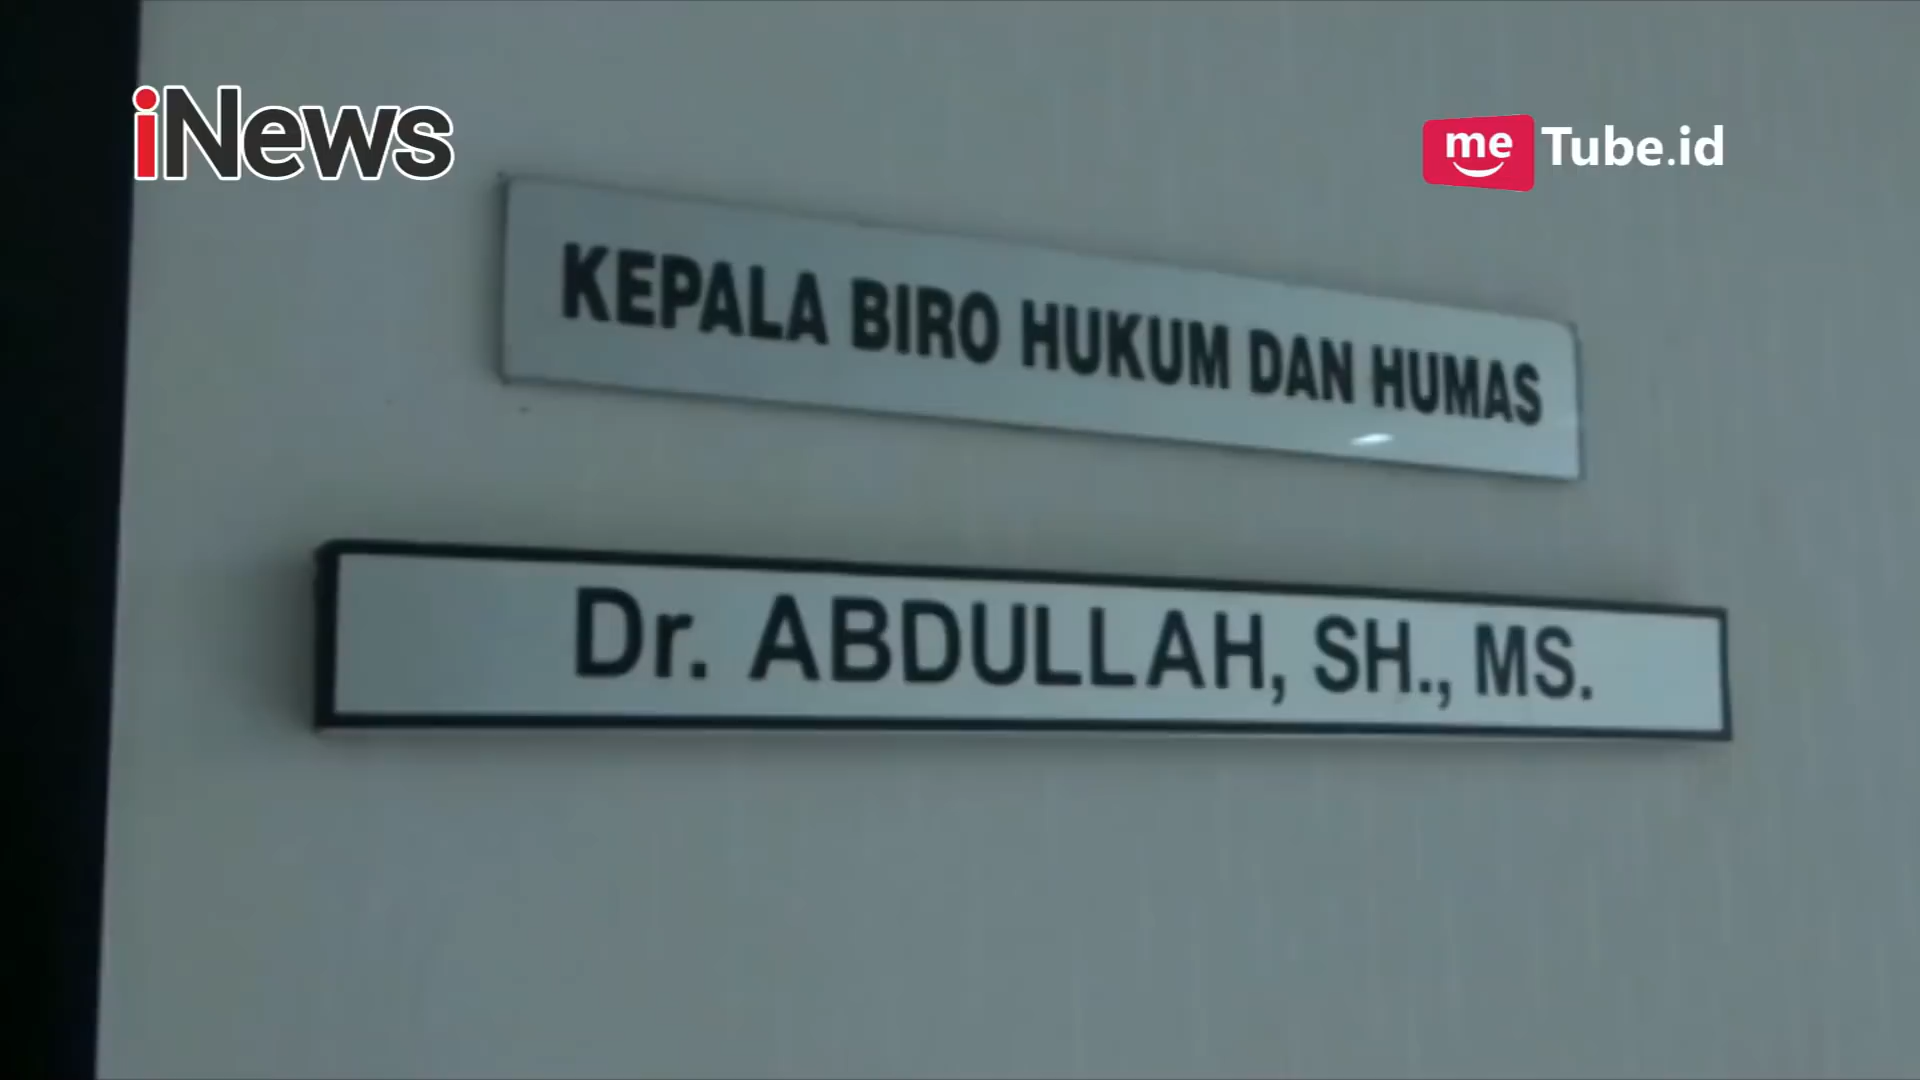 iNews
me Tube.id
KEPALA BIRO HUKUM DAN HUMAS
Dr. ABDULLAH, SH., MS.